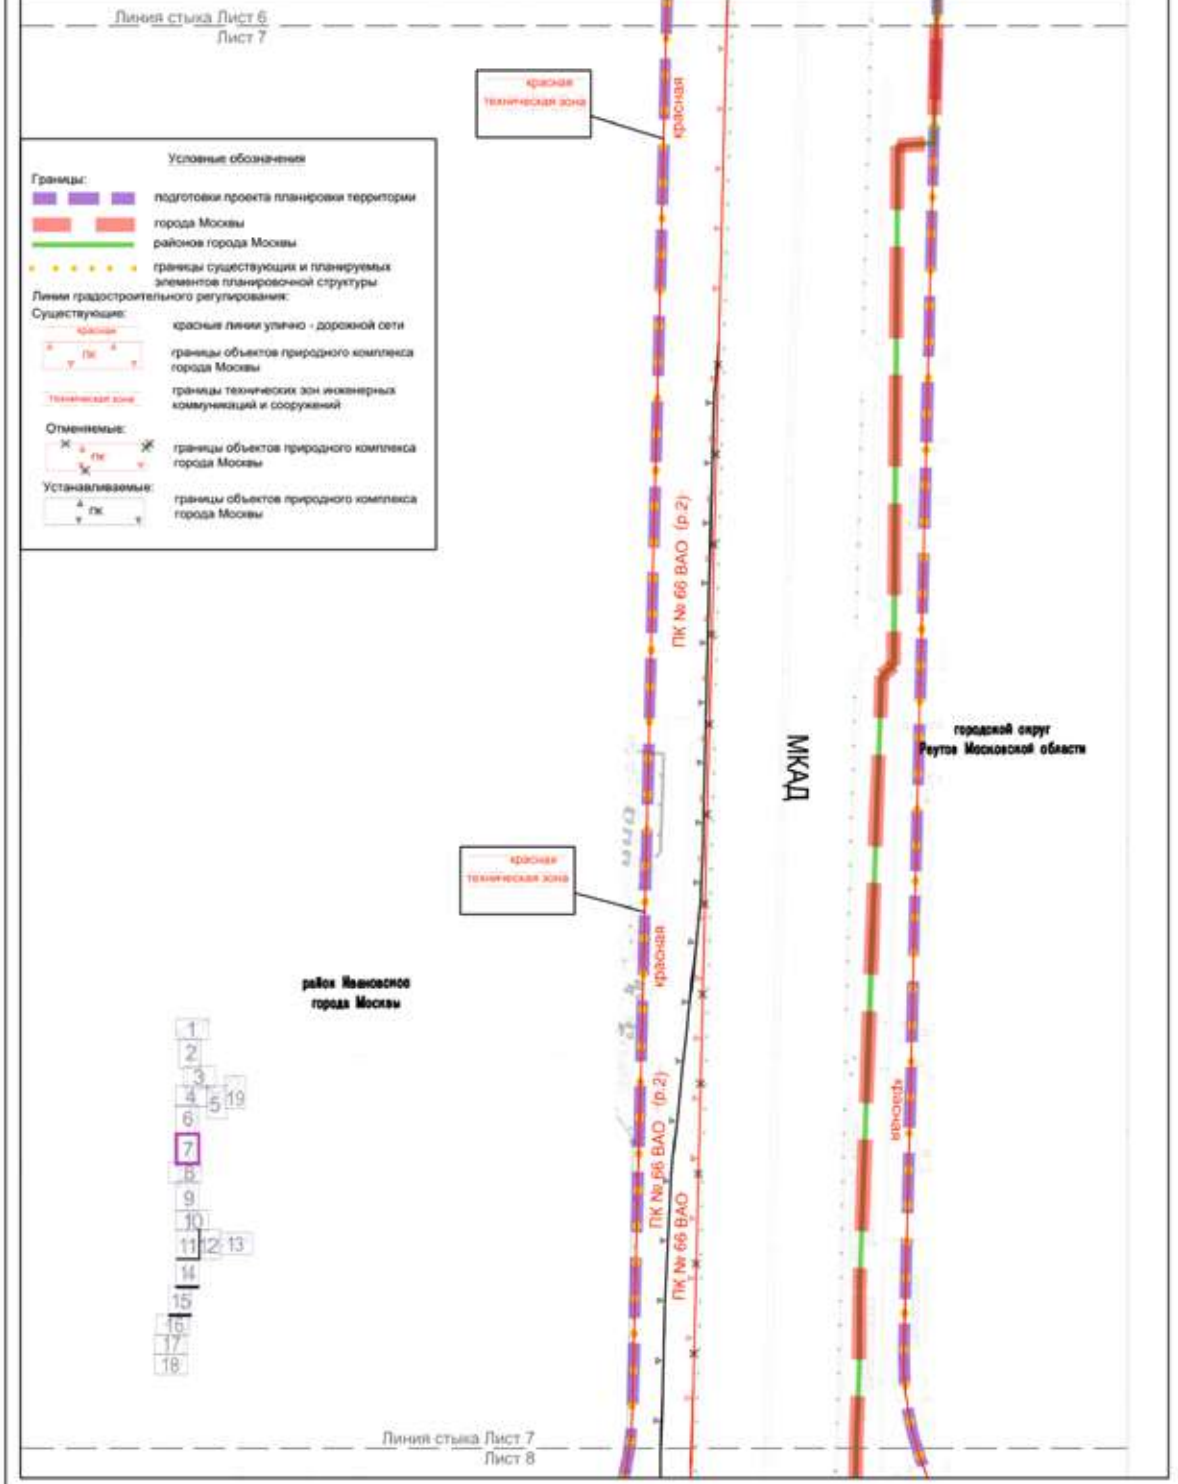 Линия стыка Лист 6
Лист 7
красная
техническая зона
красная
Условные обозначения
Границы:
подготовки проекта планировки территории
города Москвы
районов города Москвы
границы существующих и планируемых
элементов планировочной структуры
Линии градостроительного регулирования:
Существующие:
красная
красные линии улично - дорожной сети
ПК
границы объектов природного комплекса
города Москвы
техническая зона
границы технических зон инженерных
коммуникаций и сооружений
Отменяемые:
ПК
границы объектов природного комплекса
города Москвы
Устанавливаемые:
ПК
границы объектов природного комплекса
города Москвы
ПК № 66 ВАО (р.2)
МКАД
городской округ
Реутов Московской области
красная
техническая зона
красная
район Ивановское
города Москвы
1
2
3
4
5
19
6
7
8
9
10
11
12
13
14
15
16
17
18
ПК № 66 ВАО (р.2)
ПК № 66 ВАО
красная
Линия стыка Лист 7
Лист 8